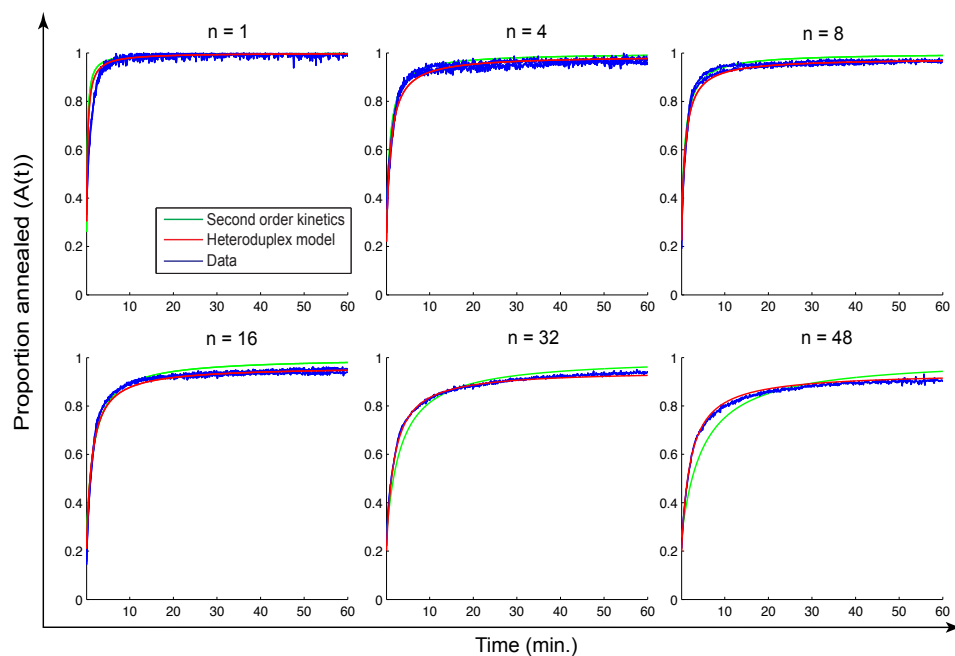 Proportion annealed (A(t))
n = 1
n = 4
n = 8
1
0.8
0.6
0.4
0.2
0
10 20 30 40 50 60
Second order kinetics
Heteroduplex model
Data
1
0.8
0.6
0.4
0.2
0
10 20 30 40 50 60
1
0.8
0.6
0.4
0.2
0
10 20 30 40 50 60
n = 16
n = 32
n = 48
1
0.8
0.6
0.4
0.2
0
10 20 30 40 50 60
1
0.8
0.6
0.4
0.2
0
10 20 30 40 50 60
1
0.8
0.6
0.4
0.2
0
10 20 30 40 50 60
Time (min.)